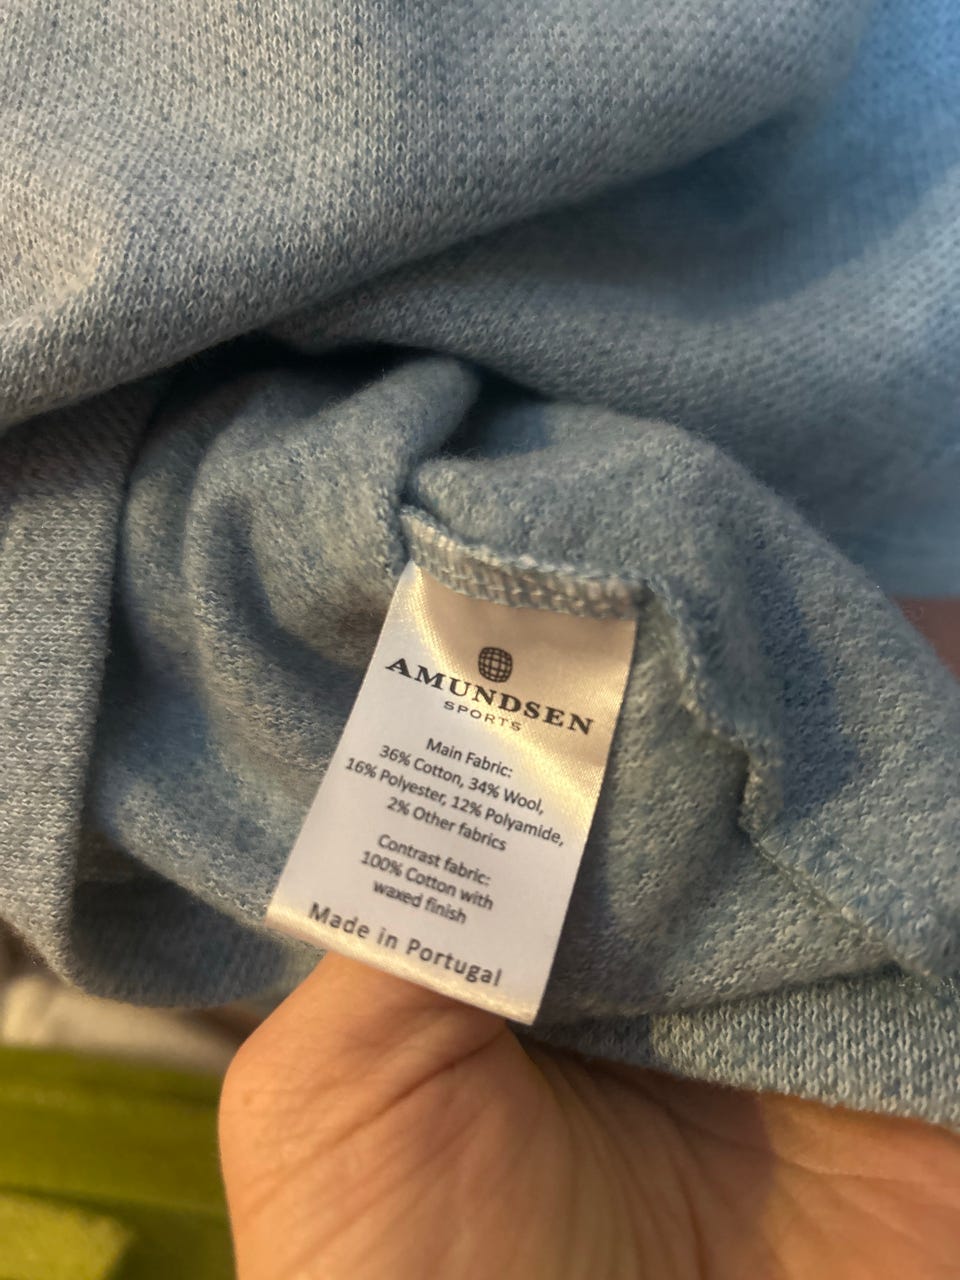 AMUNDSEN
SPORTS
Main Fabric:
36% Cotton, 34% Wool,
16% Polyester, 12% Polyamide,
2% Other fabrics
Contrast fabric:
100% Cotton with
waxed finish
Made in Portugal